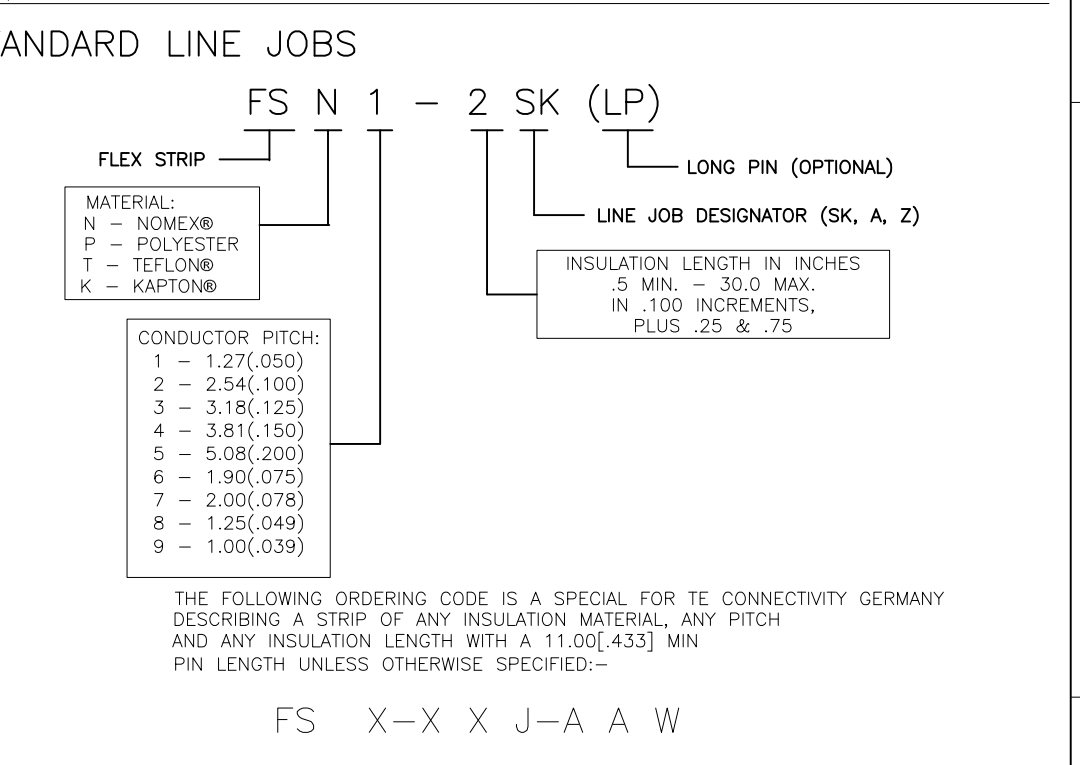 ANDARD LINE JOBS
FS N 1 – 2 SK (LP)
FLEX STRIP
LONG PIN (OPTIONAL)
MATERIAL:
N – NOMEX®
P – POLYESTER
T – TEFLON®
K – KAPTON®
LINE JOB DESIGNATOR (SK, A, Z)
INSULATION LENGTH IN INCHES
.5 MIN. – 30.0 MAX.
IN .100 INCREMENTS,
PLUS .25 & .75
CONDUCTOR PITCH:
1 – 1.27(.050)
2 – 2.54(.100)
3 – 3.18(.125)
4 – 3.81(.150)
5 – 5.08(.200)
6 – 1.90(.075)
7 – 2.00(.078)
8 – 1.25(.049)
9 – 1.00(.039)
THE FOLLOWING ORDERING CODE IS A SPECIAL FOR TE CONNECTIVITY GERMANY
DESCRIBING A STRIP OF ANY INSULATION MATERIAL, ANY PITCH
AND ANY INSULATION LENGTH WITH A 11.00[.433] MIN
PIN LENGTH UNLESS OTHERWISE SPECIFIED:–
FS X–X X J–A A W